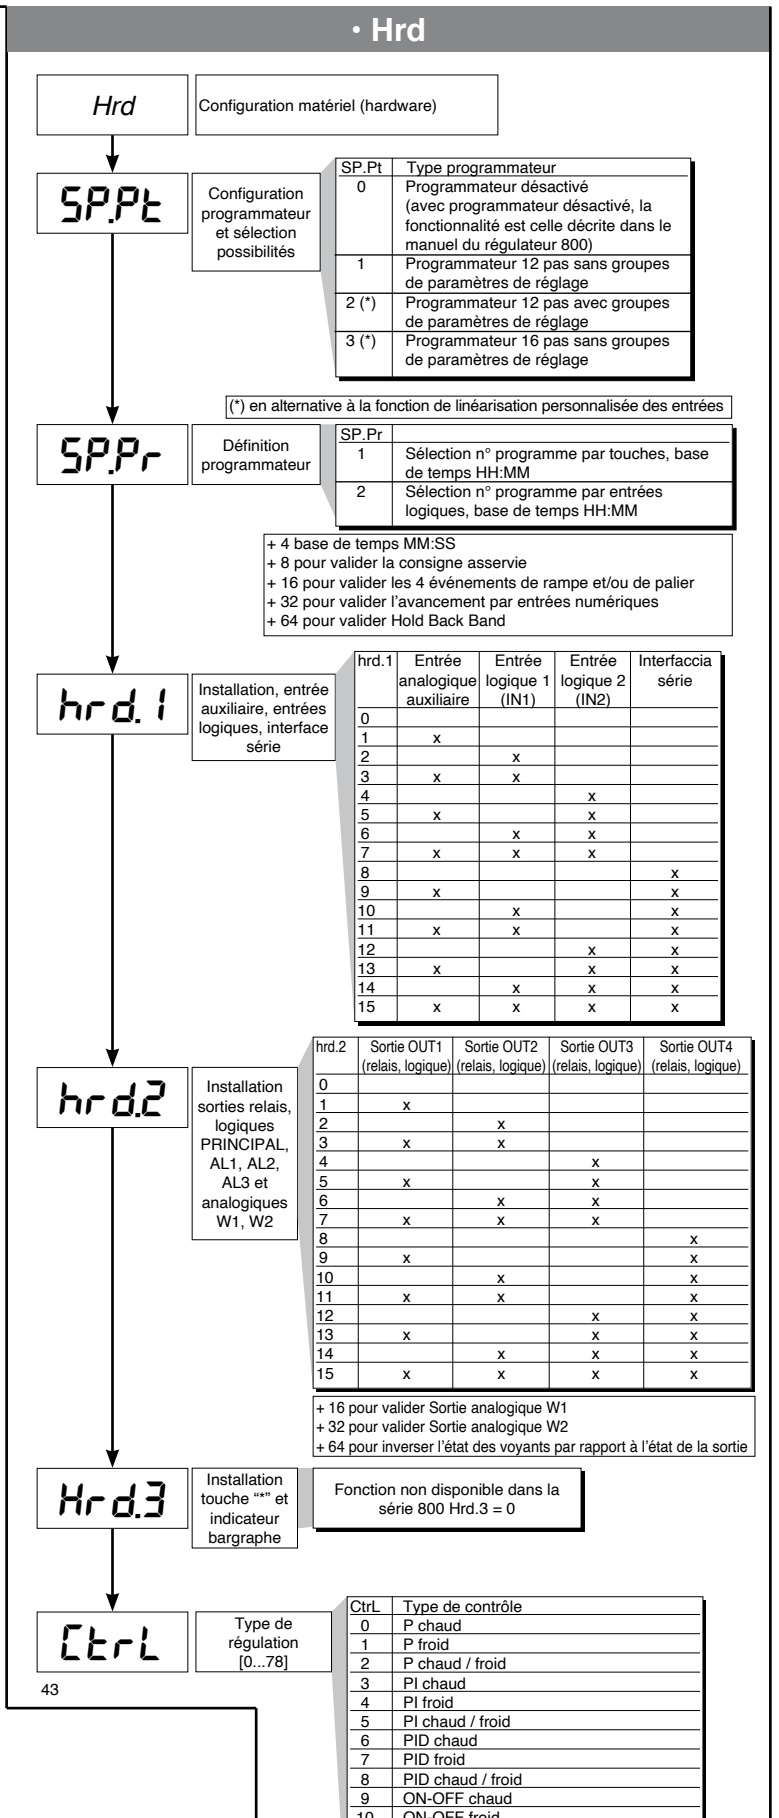 • Hrd
Hrd
Configuration matériel (hardware)
SP.Pt
Configuration
programmateur
et sélection
possibilités
SP.Pt Type programmateur
0 Programmateur désactivé
(avec programmateur désactivé, la
fonctionnalité est celle décrite dans le
manuel du régulateur 800)
1 Programmateur 12 pas sans groupes
de paramètres de réglage
2 (*) Programmateur 12 pas avec groupes
de paramètres de réglage
3 (*) Programmateur 16 pas sans groupes
de paramètres de réglage
(*) en alternative à la fonction de linéarisation personnalisée des entrées
SP.Pr
Définition
programmateur
SP.Pr
1 Sélection n° programme par touches, base
de temps HH:MM
2 Sélection n° programme par entrées
logiques, base de temps HH:MM
+ 4 base de temps MM:SS
+ 8 pour valider la consigne asservie
+ 16 pour valider les 4 événements de rampe et/ou de palier
+ 32 pour valider l'avancement par entrées numériques
+ 64 pour valider Hold Back Band
hrd.1
Installation, entrée
auxiliaire, entrées
logiques, interface
série
hrd.1 Entrée Entrée Entrée Interfaccia
analogique logique 1 logique 2 série
auxiliaire (IN1) (IN2)
0
1 x
2 x
3 x x
4 x
5 x x
6 x x
7 x x x
8 x
9 x x
10 x x
11 x x x
12 x x
13 x x x
14 x x x
15 x x x x
hrd.2
Installation
sorties relais,
logiques
PRINCIPAL,
AL1, AL2,
AL3 et
analogiques
W1, W2
hrd.2 Sortie OUT1 Sortie OUT2 Sortie OUT3 Sortie OUT4
(relais, logique) (relais, logique) (relais, logique) (relais, logique)
0
1 x
2 x
3 x x
4 x
5 x x
6 x x
7 x x x
8 x
9 x x
10 x x
11 x x x
12 x x
13 x x x
14 x x x
15 x x x x
+ 16 pour valider Sortie analogique W1
+ 32 pour valider Sortie analogique W2
+ 64 pour inverser l'état des voyants par rapport à l'état de la sortie
Hrd.3
Installation
touche “*” et
indicateur
bargraphe
Fonction non disponible dans la
série 800 Hrd.3 = 0
CtrL
Type de
régulation
[0...78]
CtrL Type de contrôle
0 P chaud
1 P froid
2 P chaud / froid
3 PI chaud
4 PI froid
5 PI chaud / froid
6 PID chaud
7 PID froid
8 PID chaud / froid
9 ON-OFF chaud
10 ON-OFF froid
43